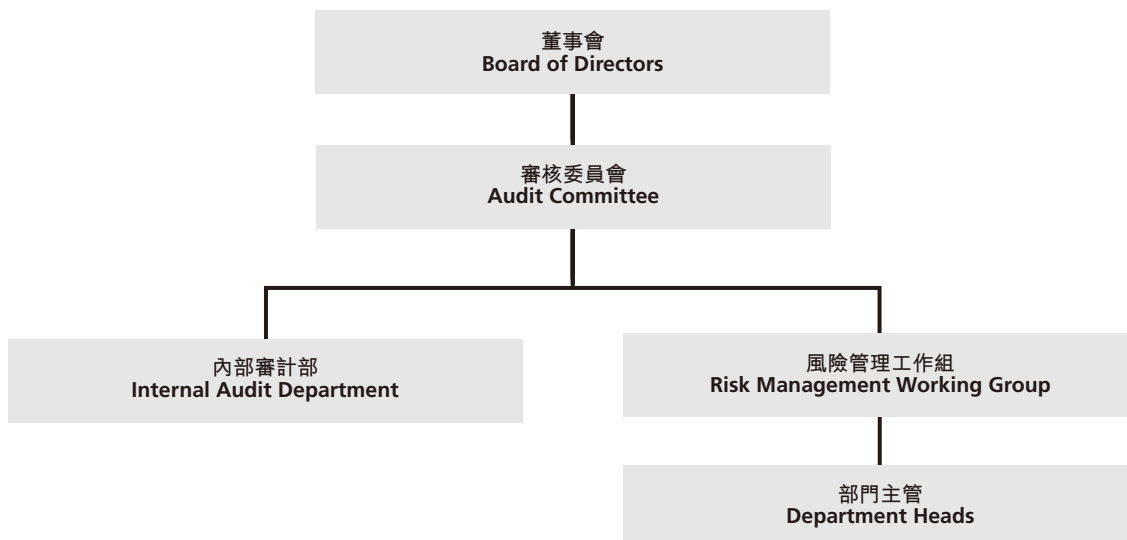 董事會
Board of Directors
審核委員會
Audit Committee
內部審計部
Internal Audit Department
風險管理工作組
Risk Management Working Group
部門主管
Department Heads